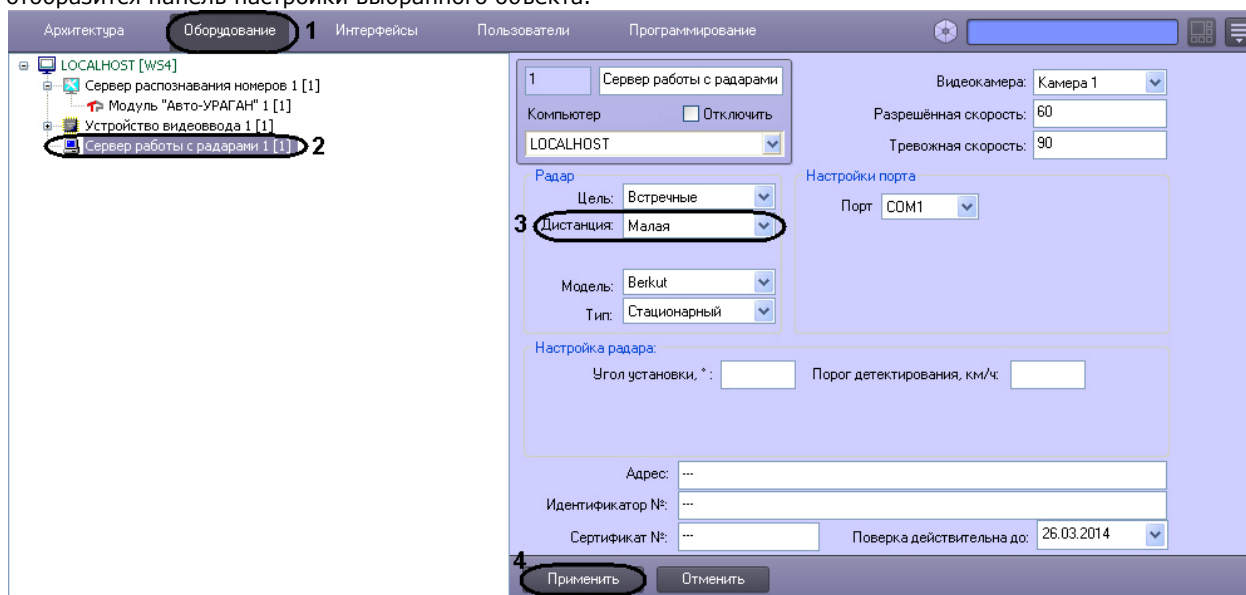 отобразится панель настройки выбранного объекта.
Архитектура Оборудование 1 Интерфейсы Пользователи Программирование
LOCALHOST [WS4]
Сервер распознавания номеров 1 [1]
Модуль "Авто-УРАГАН" 1 [1]
Устройство видеоввода 1 [1]
Сервер работы с радарами 1 [1] 2
1 Сервер работы с радарами
Компьютер Отключить
LOCALHOST
Видеокамера: Камера 1
Разрешённая скорость: 60
Тревожная скорость: 90
Радар
Цель: Встречные
3 Дистанция: Малая
Модель: Berkut
Тип: Стационарный
Настройки порта
Порт COM1
Настройка радара:
Угол установки, ° : Порог детектирования, км/ч:
Адрес: ---
Идентификатор №: ---
Сертификат №: --- Поверка действительна до: 26.03.2014
4 Применить Отменить